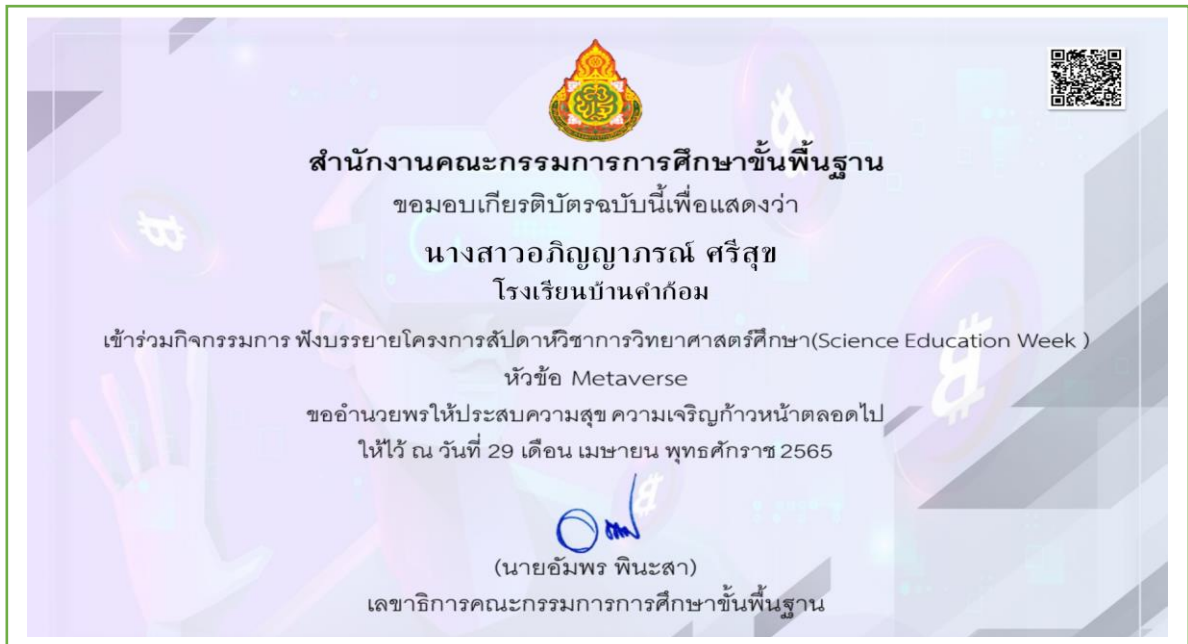 สำนักงานคณะกรรมการการศึกษาขั้นพื้นฐาน
ขอมอบเกียรติบัตรฉบับนี้เพื่อแสดงว่า
นางสาวอภิญญาภรณ์ ศรีสุข
โรงเรียนบ้านคำก้อม
เข้าร่วมกิจกรรมการ ฟังบรรยายโครงการสัปดาห์วิชาการวิทยาศาสตร์ศึกษา(Science Education Week )
หัวข้อ Metaverse
ขออำนวยพรให้ประสบความสุข ความเจริญก้าวหน้าตลอดไป
ให้ไว้ ณ วันที่ 29 เดือน เมษายน พุทธศักราช 2565
(นายอัมพร พินะสา)
เลขาธิการคณะกรรมการการศึกษาขั้นพื้นฐาน